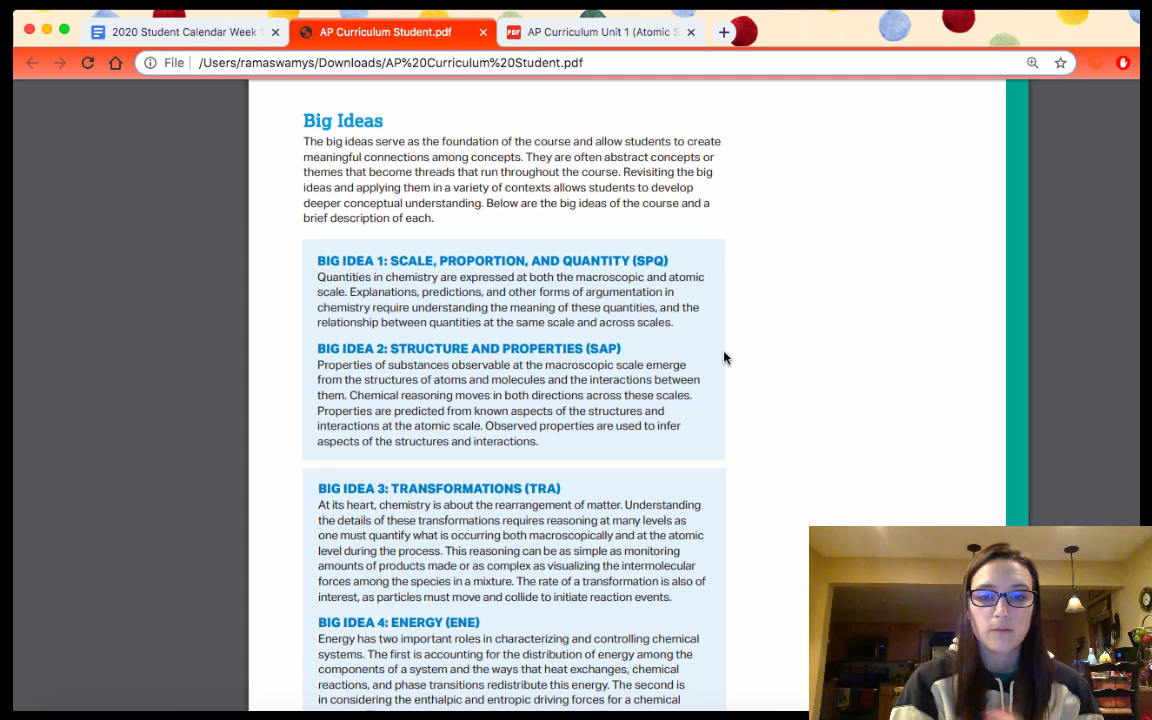 2020 Student Calendar Week
AP Curriculum Student.pdf
AP Curriculum Unit 1 (Atomic S
File
/Users/ramaswamys/Downloads/AP%20Curriculum%20Student.pdf
Big Ideas
The big ideas serve as the foundation of the course and allow students to create
meaningful connections among concepts. They are often abstract concepts or
themes that become threads that run throughout the course. Revisiting the big
ideas and applying them in a variety of contexts allows students to develop
deeper conceptual understanding. Below are the big ideas of the course and a
brief description of each.
BIG IDEA 1: SCALE, PROPORTION, AND QUANTITY (SPQ)
Quantities in chemistry are expressed at both the macroscopic and atomic
scale. Explanations, predictions, and other forms of argumentation in
chemistry require understanding the meaning of these quantities, and the
relationship between quantities at the same scale and across scales.
BIG IDEA 2: STRUCTURE AND PROPERTIES (SAP)
Properties of substances observable at the macroscopic scale emerge
from the structures of atoms and molecules and the interactions between
them. Chemical reasoning moves in both directions across these scales.
Properties are predicted from known aspects of the structures and
interactions at the atomic scale. Observed properties are used to infer
aspects of the structures and interactions.
BIG IDEA 3: TRANSFORMATIONS (TRA)
At its heart, chemistry is about the rearrangement of matter. Understanding
the details of these transformations requires reasoning at many levels as
one must quantify what is occurring both macroscopically and at the atomic
level during the process. This reasoning can be as simple as monitoring
amounts of products made or as complex as visualizing the intermolecular
forces among the species in a mixture. The rate of a transformation is also of
interest, as particles must move and collide to initiate reaction events.
BIG IDEA 4: ENERGY (ENE)
Energy has two important roles in characterizing and controlling chemical
systems. The first is accounting for the distribution of energy among the
components of a system and the ways that heat exchanges, chemical
reactions, and phase transitions redistribute this energy. The second is
in considering the enthalpic and entropic driving forces for a chemical